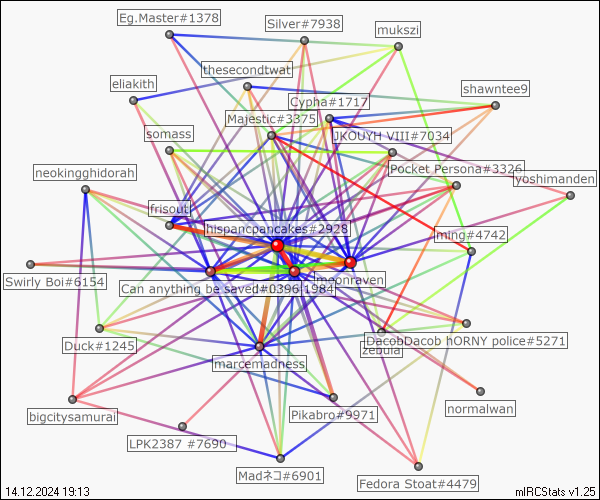 Eg.Master#1378
Silver#7938
mukszi
thesecondtwat
eliakith
shawntee9
Cypha#1717
Majestic#3375
somass
JKOUYH VIII#7034
Pocket Persona#3326
neokingghidorah
yoshimanden
frisout
hispanicpancakes#2928
ming#4742
Swirly Boi#6154
moonraven
Can anything be saved#0396
1984
Duck#1245
DacobDacob hORNY police#5271
zebula
marcemadness
bigcitysamurai
Pikabro#9971
normalwan
LPK2387 #7690
Madネコ#6901
Fedora Stoat#4479
14.12.2024 19:13
mIRCStats v1.25